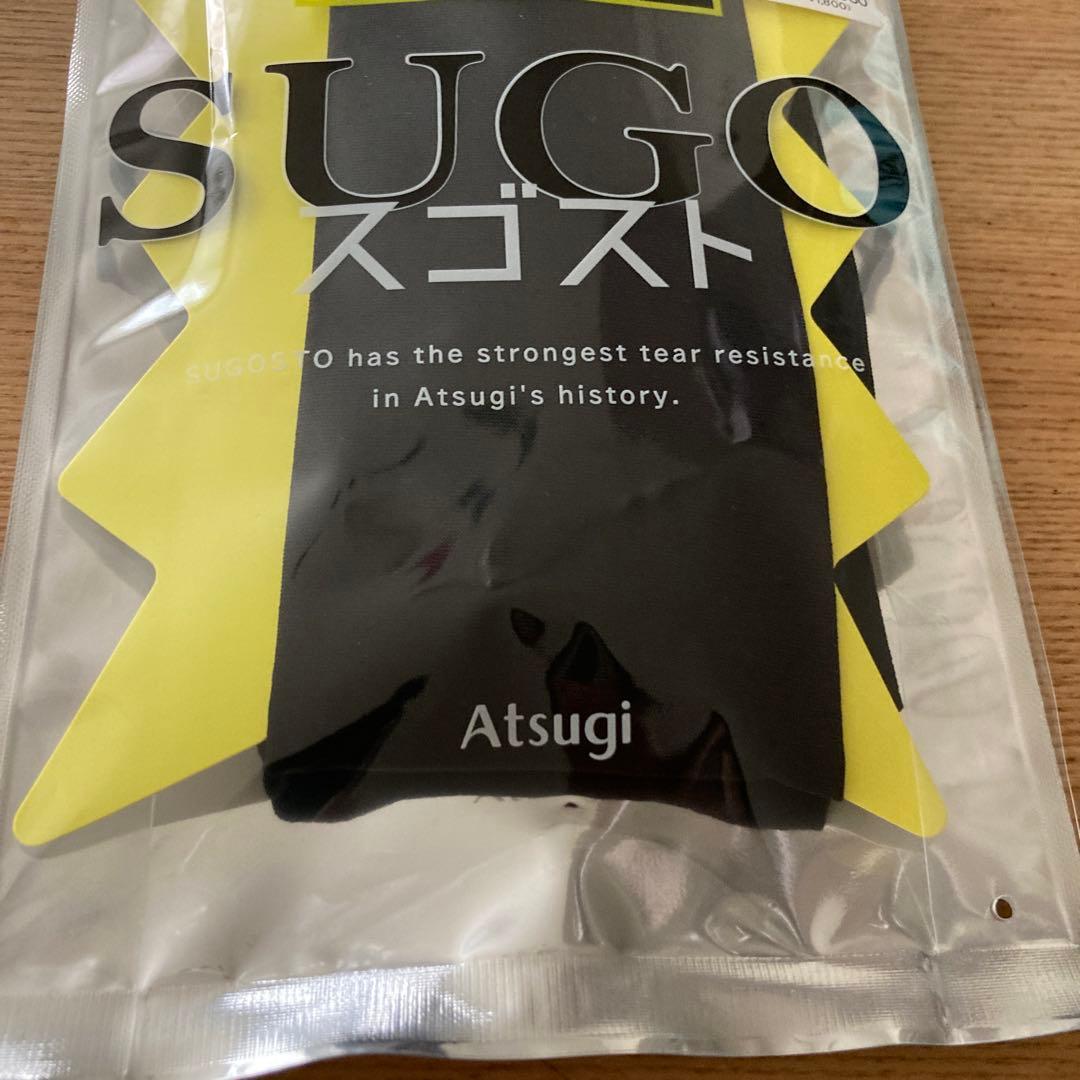 SUGO
スゴスト
SUGOSTO has the strongest tear resistance
in Atsugi's history.
Atsugi